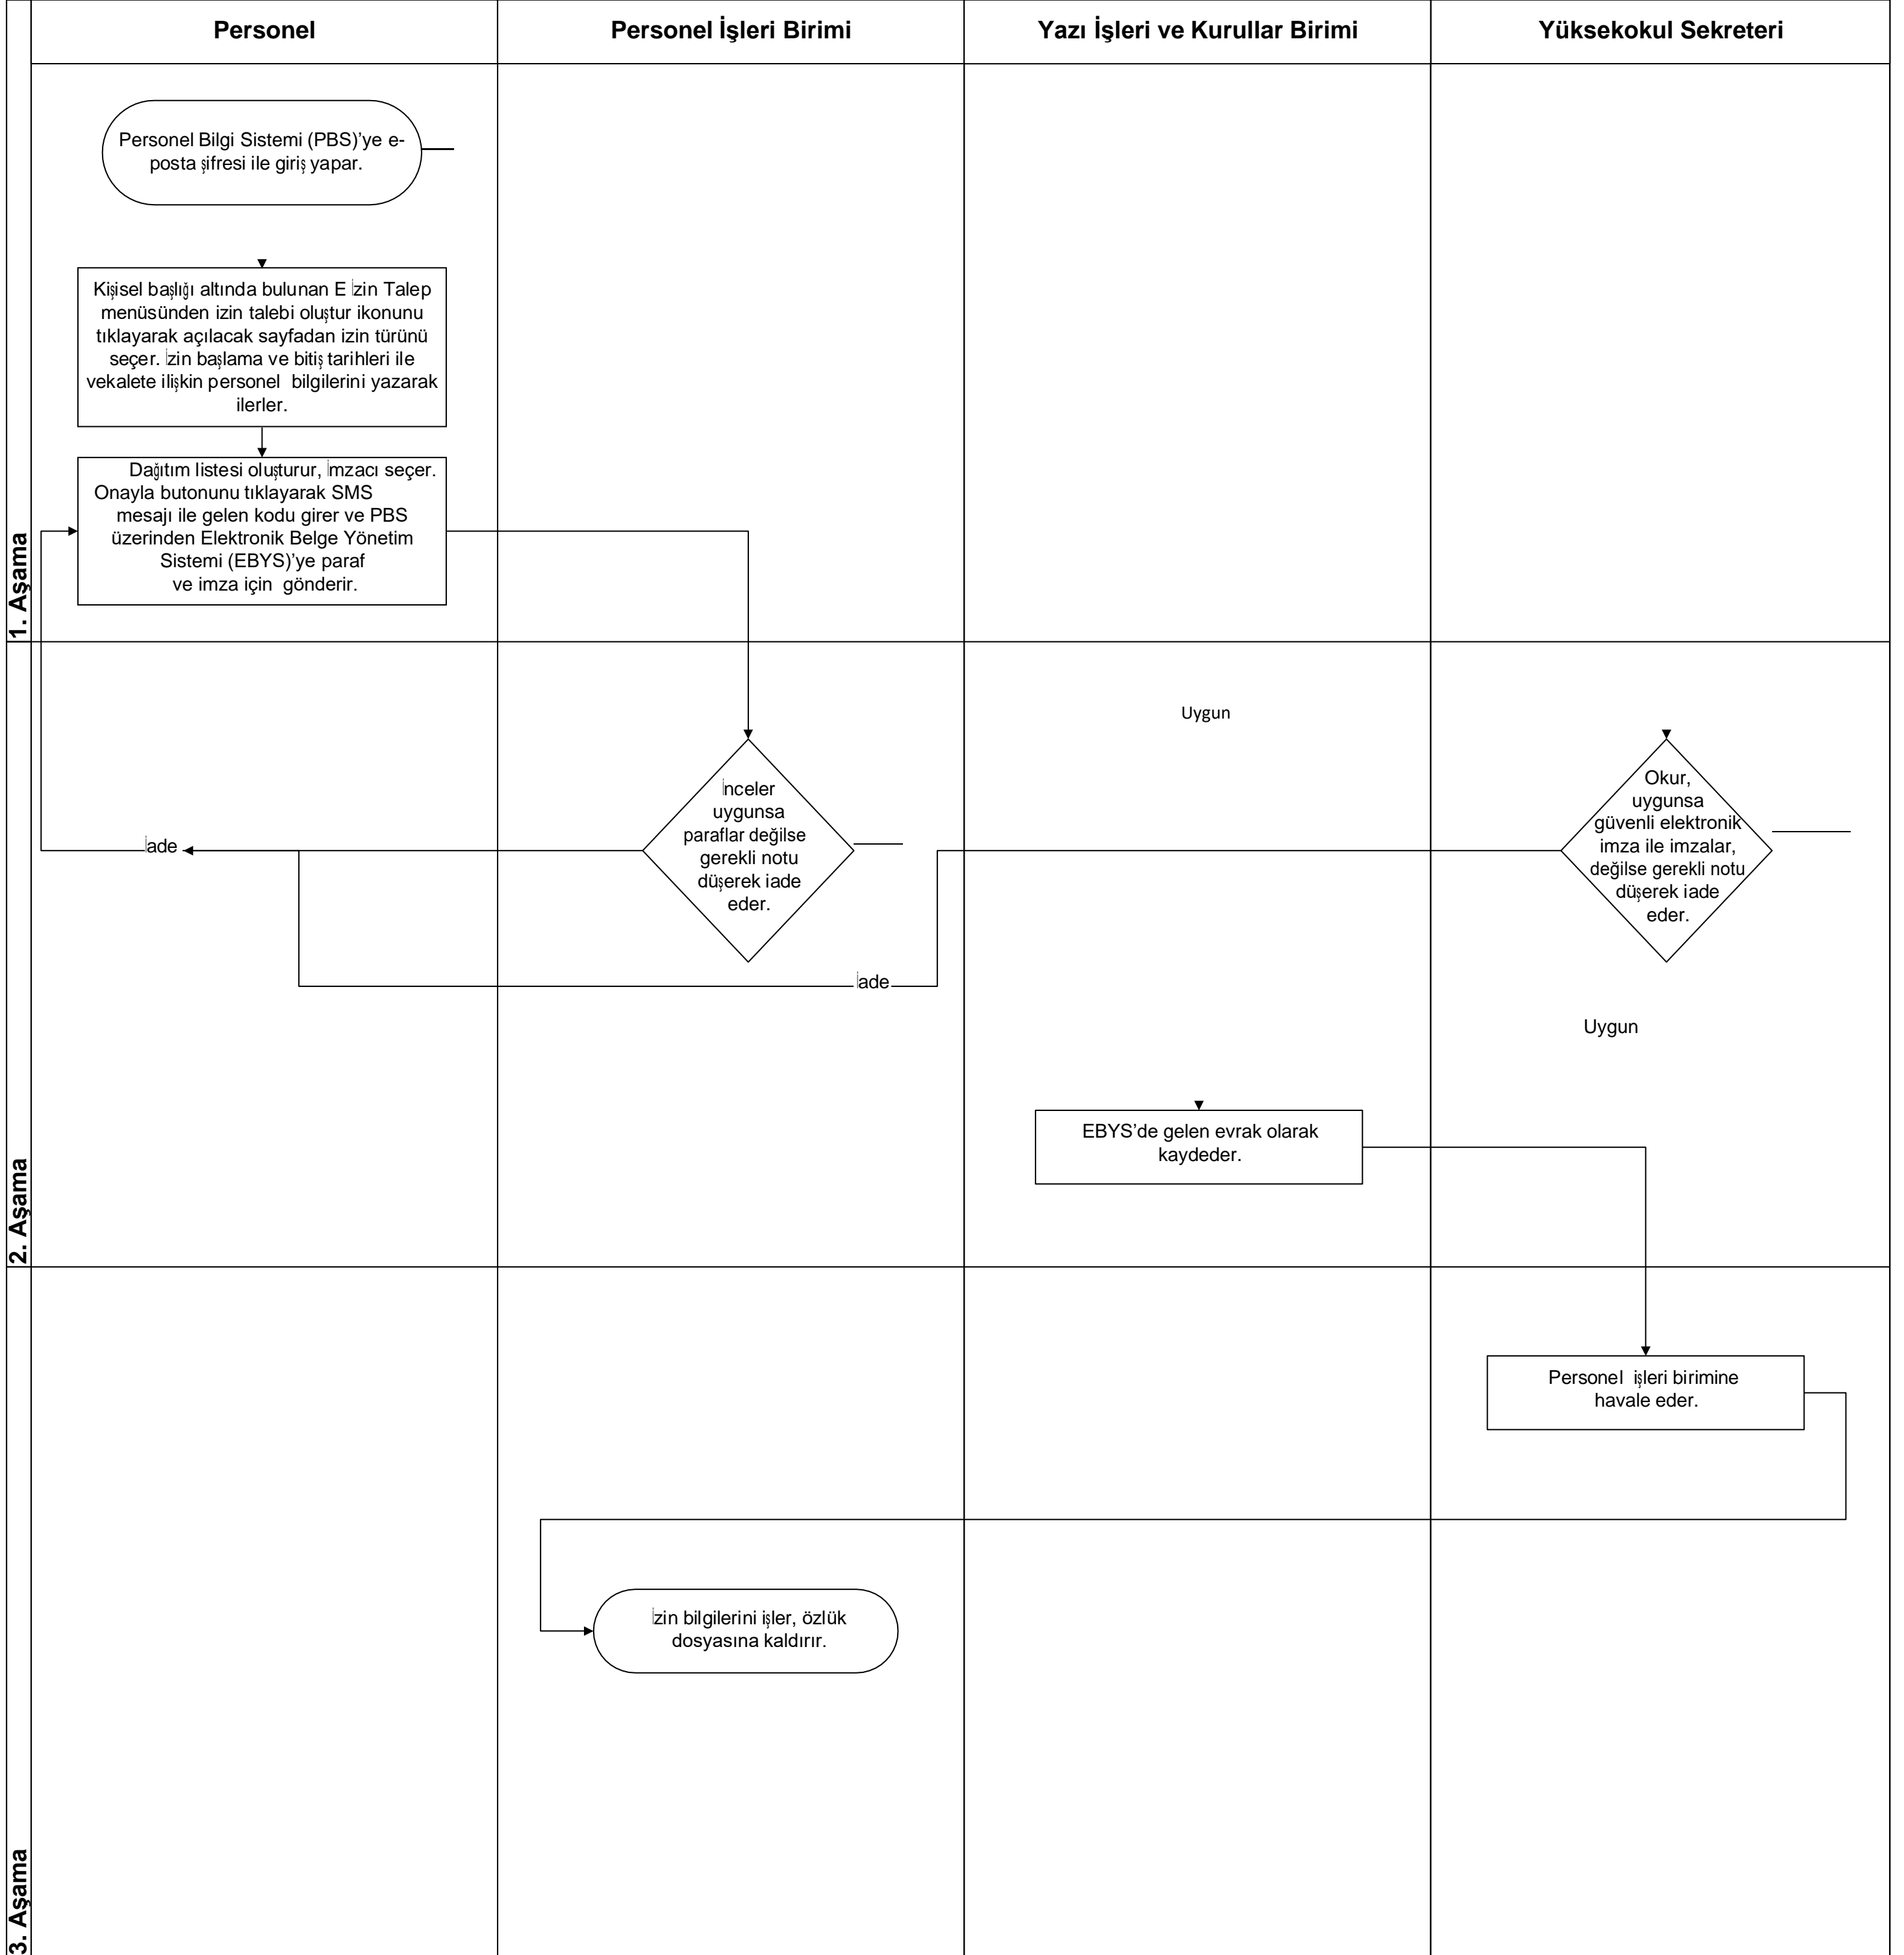 Personel
Personel İşleri Birimi
Yazı İşleri ve Kurullar Birimi
Yüksekokul Sekreteri
Personel Bilgi Sistemi (PBS)’ye e-
posta şifresi ile giriş yapar.
Kişisel başlığı altında bulunan E İzin Talep
menüsünden izin talebi oluştur ikonunu
tıklayarak açılacak sayfadan izin türünü
seçer. İzin başlama ve bitiş tarihleri ile
vekalete ilişkin personel bilgilerini yazarak
ilerler.
Dağıtım listesi oluşturur, İmzacı seçer.
Onayla butonunu tıklayarak SMS
mesajı ile gelen kodu girer ve PBS
üzerinden Elektronik Belge Yönetim
Sistemi (EBYS)’ye paraf
ve imza için gönderir.
1. Aşama
Uygun
İnceler
uygunsa
paraflar değilse
gerekli notu
düşerek iade
eder.
Okur,
uygunsa
güvenli elektronik
imza ile imzalar,
değilse gerekli notu
düşerek iade
eder.
İade
İade
Uygun
EBYS’de gelen evrak olarak
kaydeder.
2. Aşama
Personel işleri birimine
havale eder.
İzin bilgilerini işler, özlük
dosyasına kaldırır.
3. Aşama